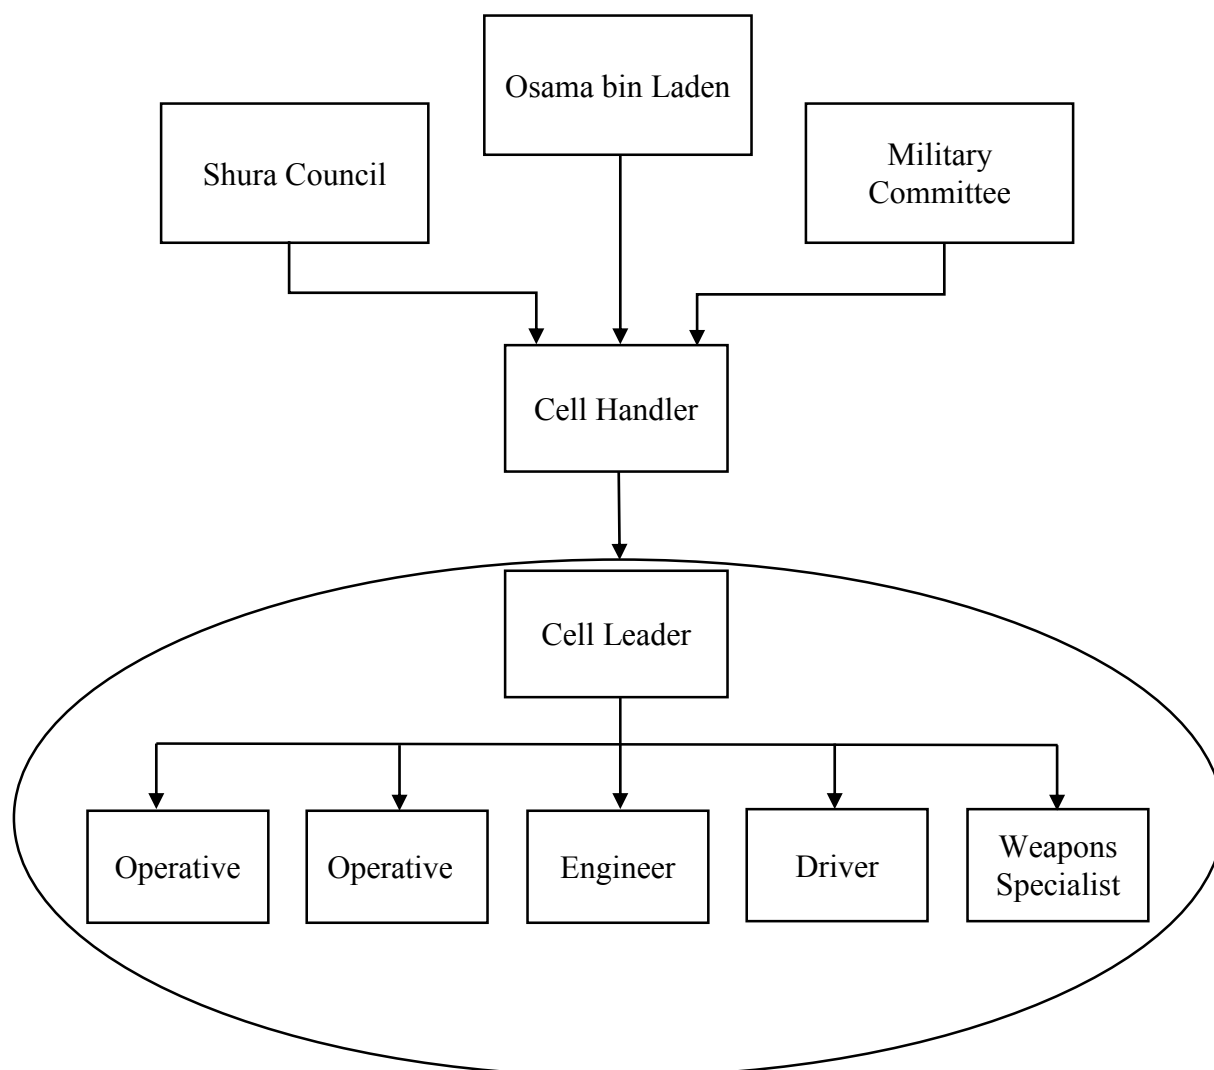 Osama bin Laden
Shura Council
Military
Committee
Cell Handler
Cell Leader
Operative
Operative
Engineer
Driver
Weapons
Specialist